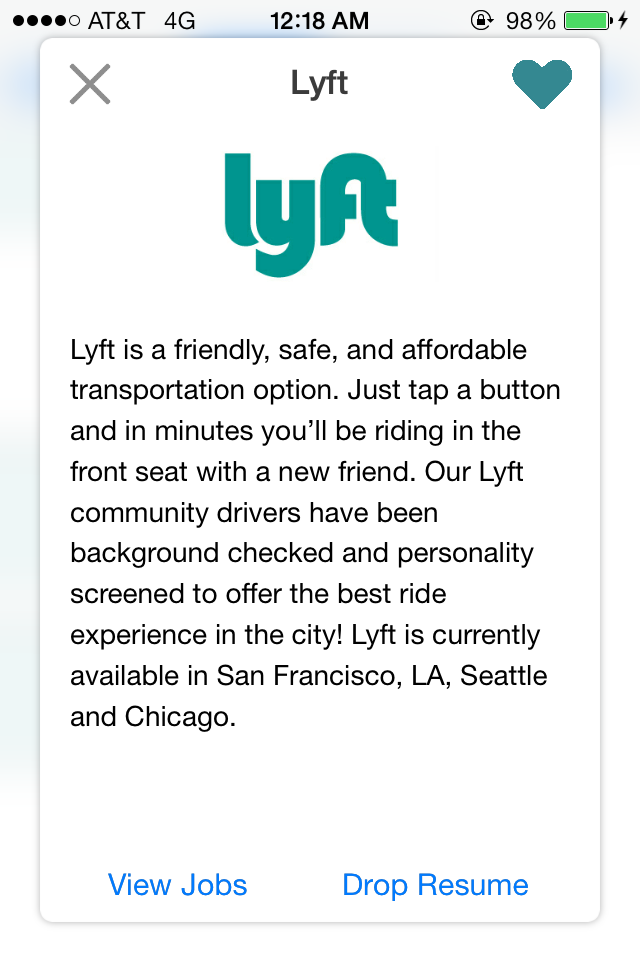 AT&T 4G 12:18 AM 98%
Lyft
lyft
Lyft is a friendly, safe, and affordable
transportation option. Just tap a button
and in minutes you’ll be riding in the
front seat with a new friend. Our Lyft
community drivers have been
background checked and personality
screened to offer the best ride
experience in the city! Lyft is currently
available in San Francisco, LA, Seattle
and Chicago.
View Jobs Drop Resume